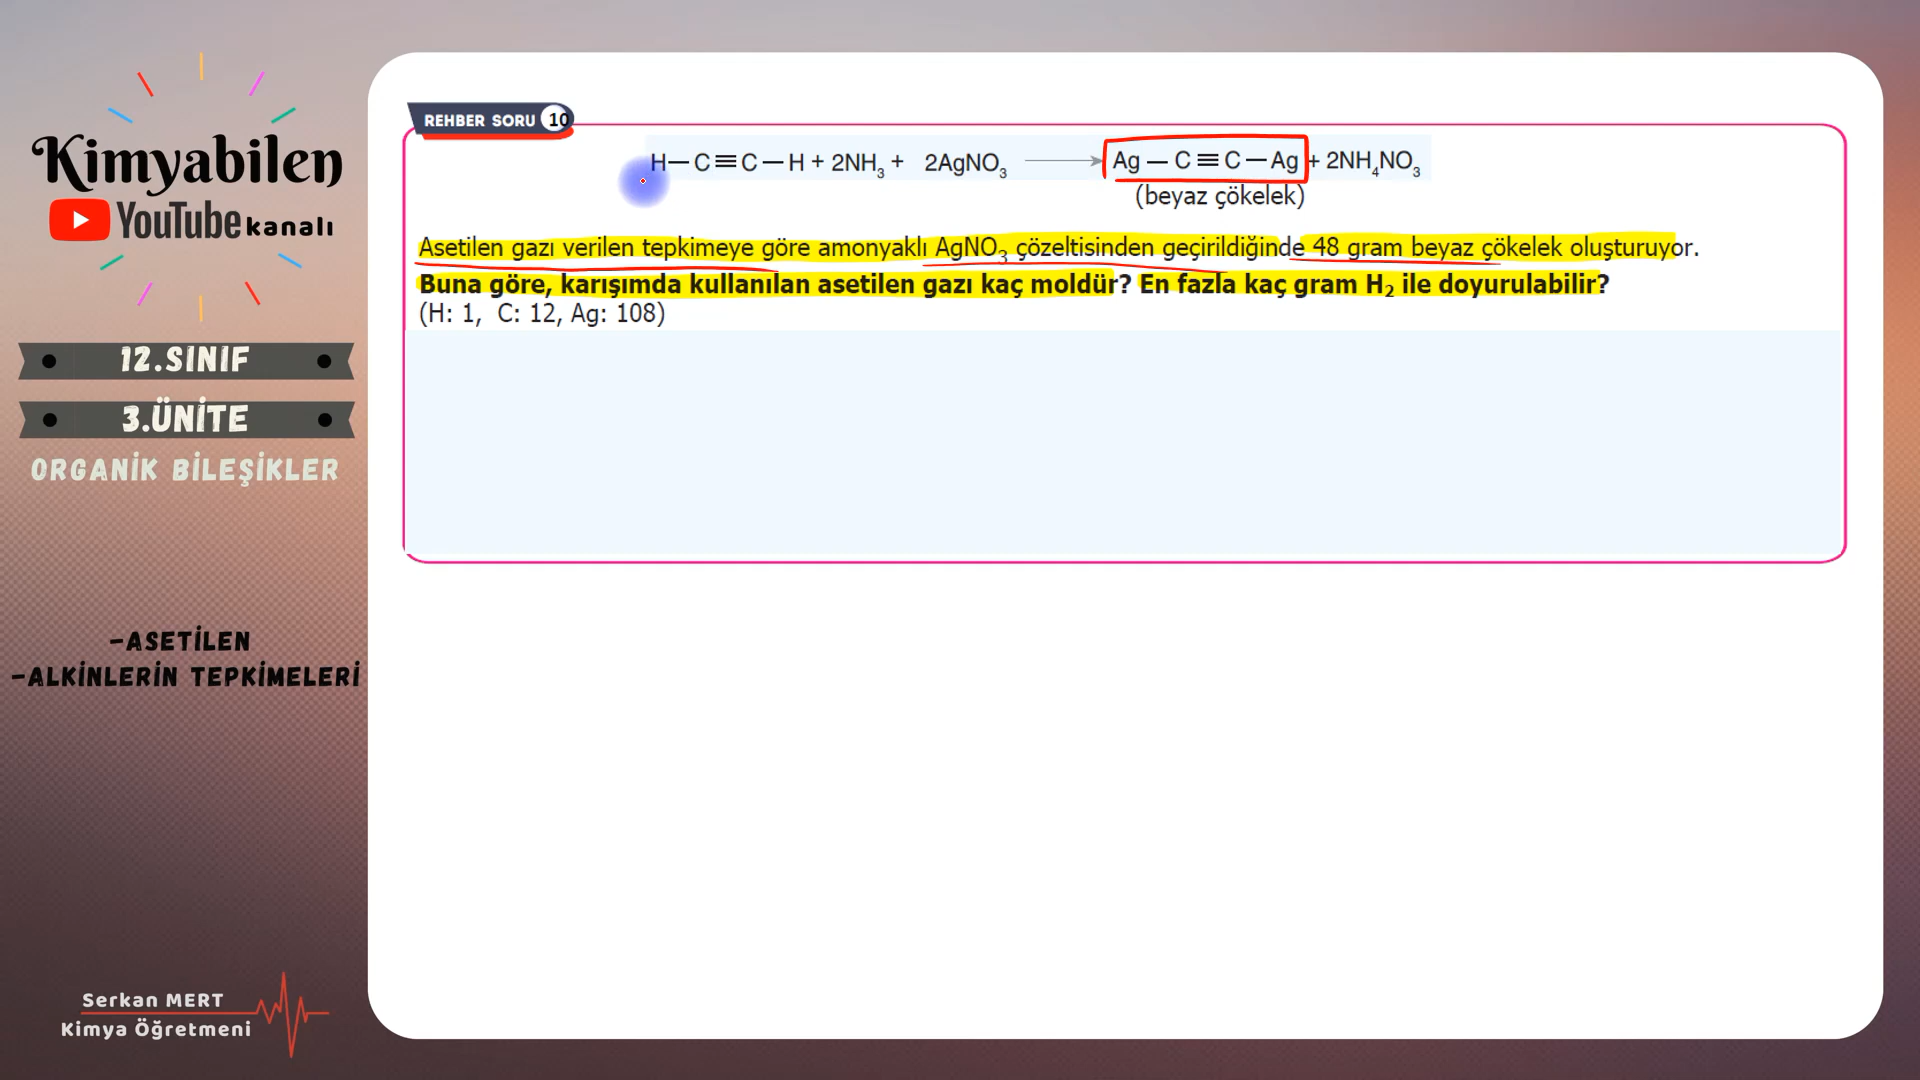 Kimyabilen
YouTube kanalı
12.SINIF
3.ÜNİTE
ORGANİK BİLEŞİKLER
-ASETİLEN
-ALKİNLERİN TEPKİMELERİ
Serkan MERT
Kimya Öğretmeni
REHBER SORU 10
H — C ≡ C — H + 2NH₃ + 2AgNO₃ ⟶ Ag — C ≡ C — Ag + 2NH₄NO₃
(beyaz çökelek)
Asetilen gazı verilen tepkimeye göre amonyaklı AgNO₃ çözeltisinden geçirildiğinde 48 gram beyaz çökelek oluşturuyor.
Buna göre, karışımda kullanılan asetilen gazı kaç moldür? En fazla kaç gram H₂ ile doyurulabilir?
(H: 1, C: 12, Ag: 108)